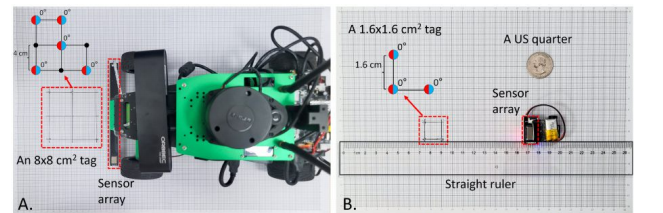 0°
0°
0°
4 cm
0°
0°
An 8x8 cm² tag
Sensor
array
A.
A 1.6x1.6 cm² tag
0°
1.6 cm
0°
0°
A US quarter
Sensor
array
Straight ruler
B.